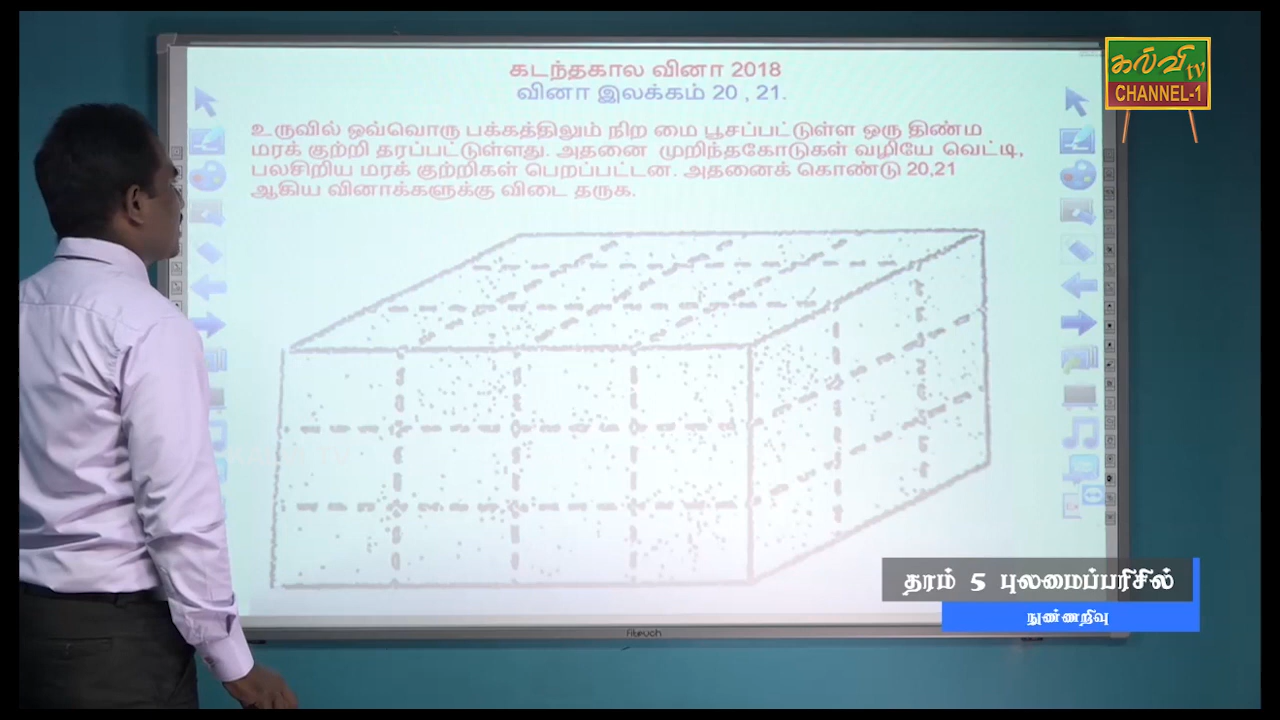 கல்வி tv
CHANNEL-1
கடந்தகால வினா 2018
வினா இலக்கம் 20 , 21.
உருவில் ஒவ்வொரு பக்கத்திலும் நிற மை பூசப்பட்டுள்ள ஒரு திண்ம
மரக் குற்றி தரப்பட்டுள்ளது. அதனை முறிந்தகோடுகள் வழியே வெட்டி,
பலசிறிய மரக் குற்றிகள் பெறப்பட்டன. அதனைக் கொண்டு 20,21
ஆகிய வினாக்களுக்கு விடை தருக.
தரம் 5 புலமைப்பரிசில்
நுண்ணறிவு